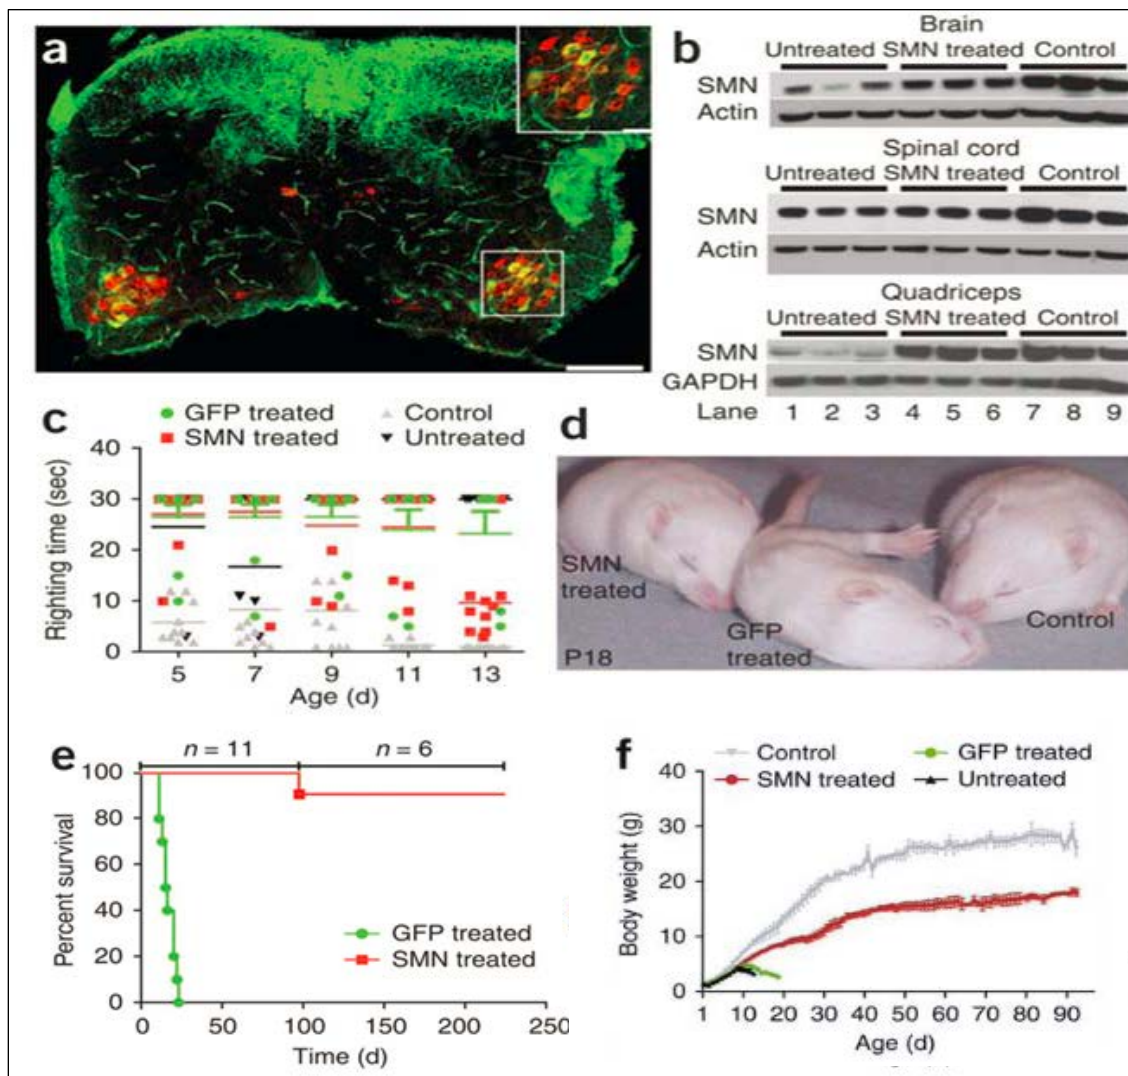 a
b
Brain
Untreated SMN treated Control
SMN
Actin
Spinal cord
Untreated SMN treated Control
SMN
Actin
Quadriceps
Untreated SMN treated Control
SMN
GAPDH
Lane 1 2 3 4 5 6 7 8 9
c
GFP treated Control
SMN treated Untreated
Righting time (sec)
40
30
20
10
0
5 7 9 11 13
Age (d)
d
SMN treated
GFP treated
Control
P18
e
n = 11 n = 6
Percent survival
100
80
60
40
20
0
GFP treated
SMN treated
0 50 100 150 200 250
Time (d)
f
Control GFP treated
SMN treated Untreated
Body weight (g)
40
30
20
10
0
1 10 20 30 40 50 60 70 80 90
Age (d)